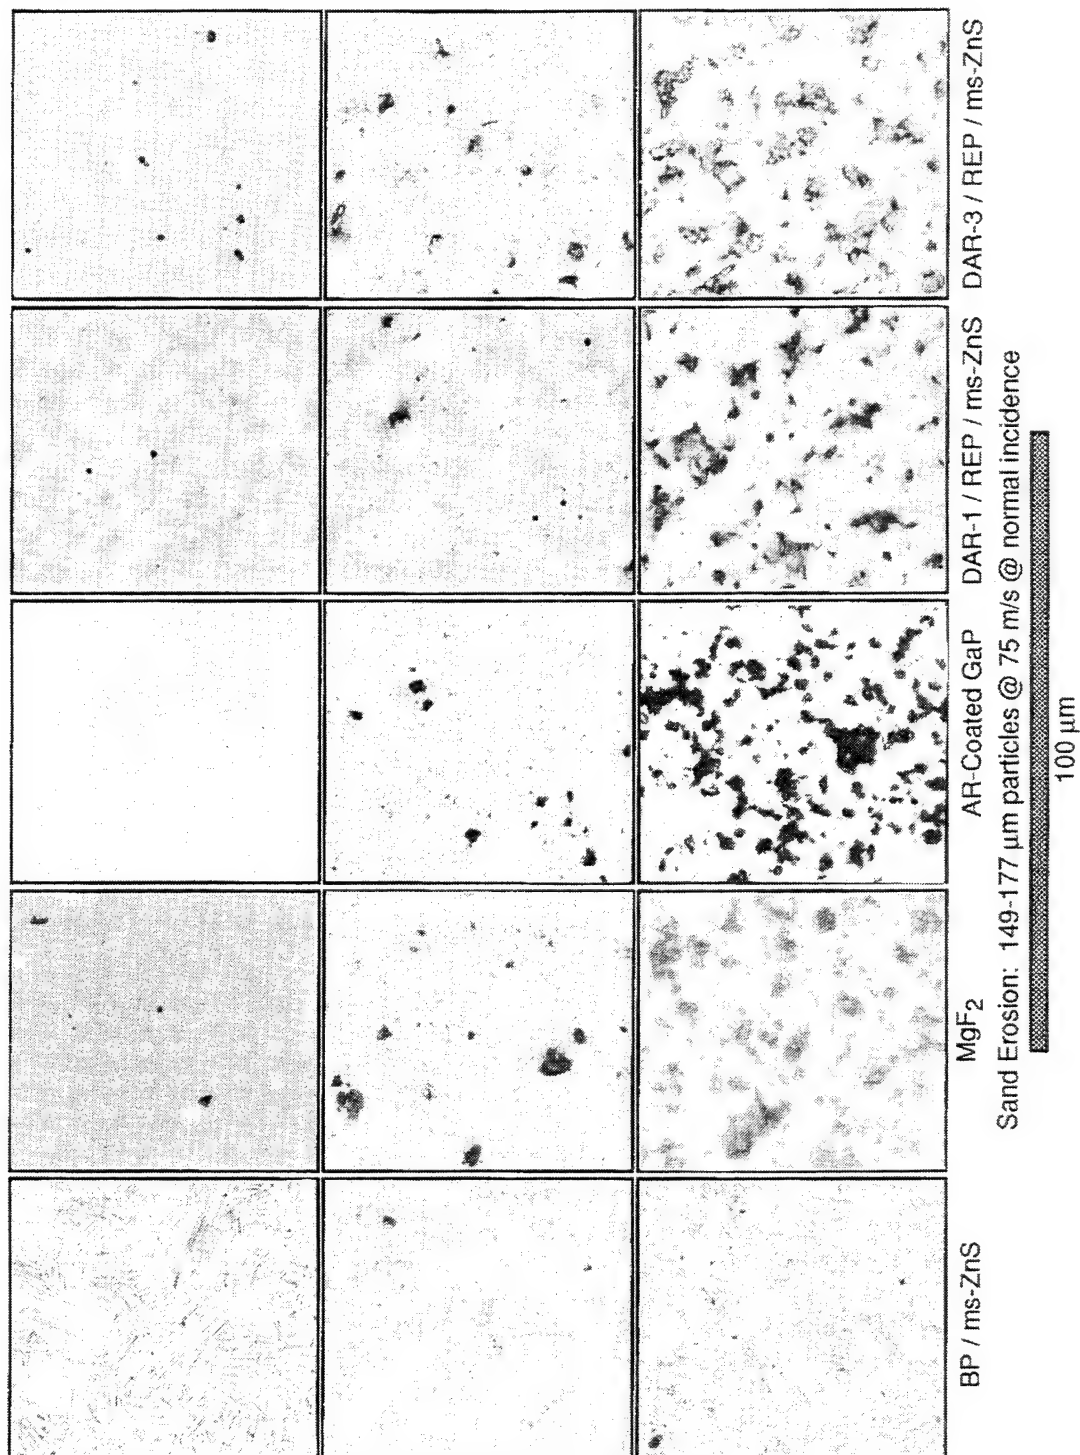 BP / ms-ZnS
MgF2
AR-Coated GaP
DAR-1 / REP / ms-ZnS
DAR-3 / REP / ms-ZnS
Sand Erosion: 149-177 μm particles @ 75 m/s @ normal incidence
100 μm